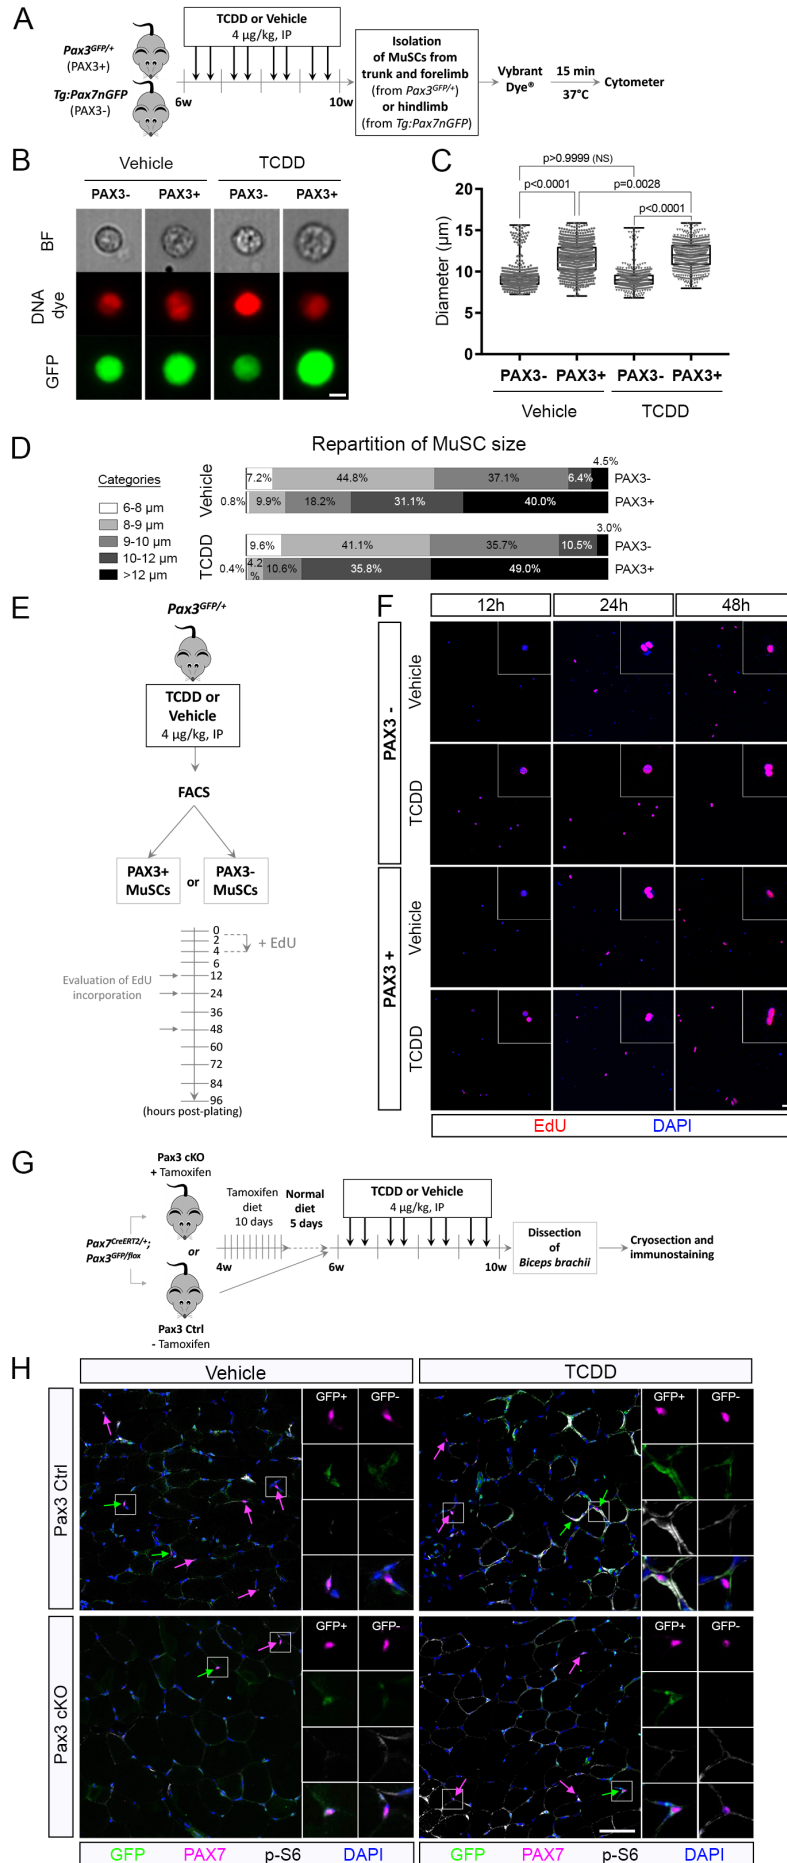 A
Pax3GFP/+
(PAX3+)
Tg:Pax7nGFP
(PAX3-)
TCDD or Vehicle
4 µg/kg, IP
6w
10w
Isolation
of MuSCs from
trunk and forelimb
(from Pax3GFP/+)
or hindlimb
(from Tg:Pax7nGFP)
Vybrant
Dye®
15 min
37°C
Cytometer
B
Vehicle
TCDD
PAX3-
PAX3+
PAX3-
PAX3+
BF
DNA
dye
GFP
C
p>0.9999 (NS)
p<0.0001
p=0.0028
p<0.0001
Diameter (µm)
20
15
10
5
0
PAX3- PAX3+ PAX3- PAX3+
Vehicle
TCDD
D
Repartition of MuSC size
Categories
6-8 µm
8-9 µm
9-10 µm
10-12 µm
>12 µm
Vehicle
4.5%
7.2% 44.8% 37.1% 6.4% PAX3-
0.8% 9.9% 18.2% 31.1% 40.0% PAX3+
TCDD
3.0%
9.6% 41.1% 35.7% 10.5% PAX3-
0.4% 4.2% 10.6% 35.8% 49.0% PAX3+
E
Pax3GFP/+
TCDD or
Vehicle
4 µg/kg, IP
FACS
PAX3+
MuSCs
or
PAX3-
MuSCs
0
2
4
+ EdU
6
Evaluation of EdU
incorporation
12
24
36
48
60
72
84
96
(hours post-plating)
F
12h
24h
48h
PAX3 -
Vehicle
TCDD
PAX3 +
Vehicle
TCDD
EdU
DAPI
G
Pax3 cKO
+ Tamoxifen
Pax7CreERT2/+;
Pax3GFP/flox
or
Pax3 Ctrl
- Tamoxifen
Tamoxifen
diet
10 days
Normal
diet
5 days
4w
6w
10w
TCDD or Vehicle
4 µg/kg, IP
Dissection
of
Biceps brachii
Cryosection and
immunostaining
H
Vehicle
TCDD
Pax3 Ctrl
GFP+ GFP-
GFP+ GFP-
Pax3 cKO
GFP+ GFP-
GFP+ GFP-
GFP PAX7 p-S6 DAPI
GFP PAX7 p-S6 DAPI